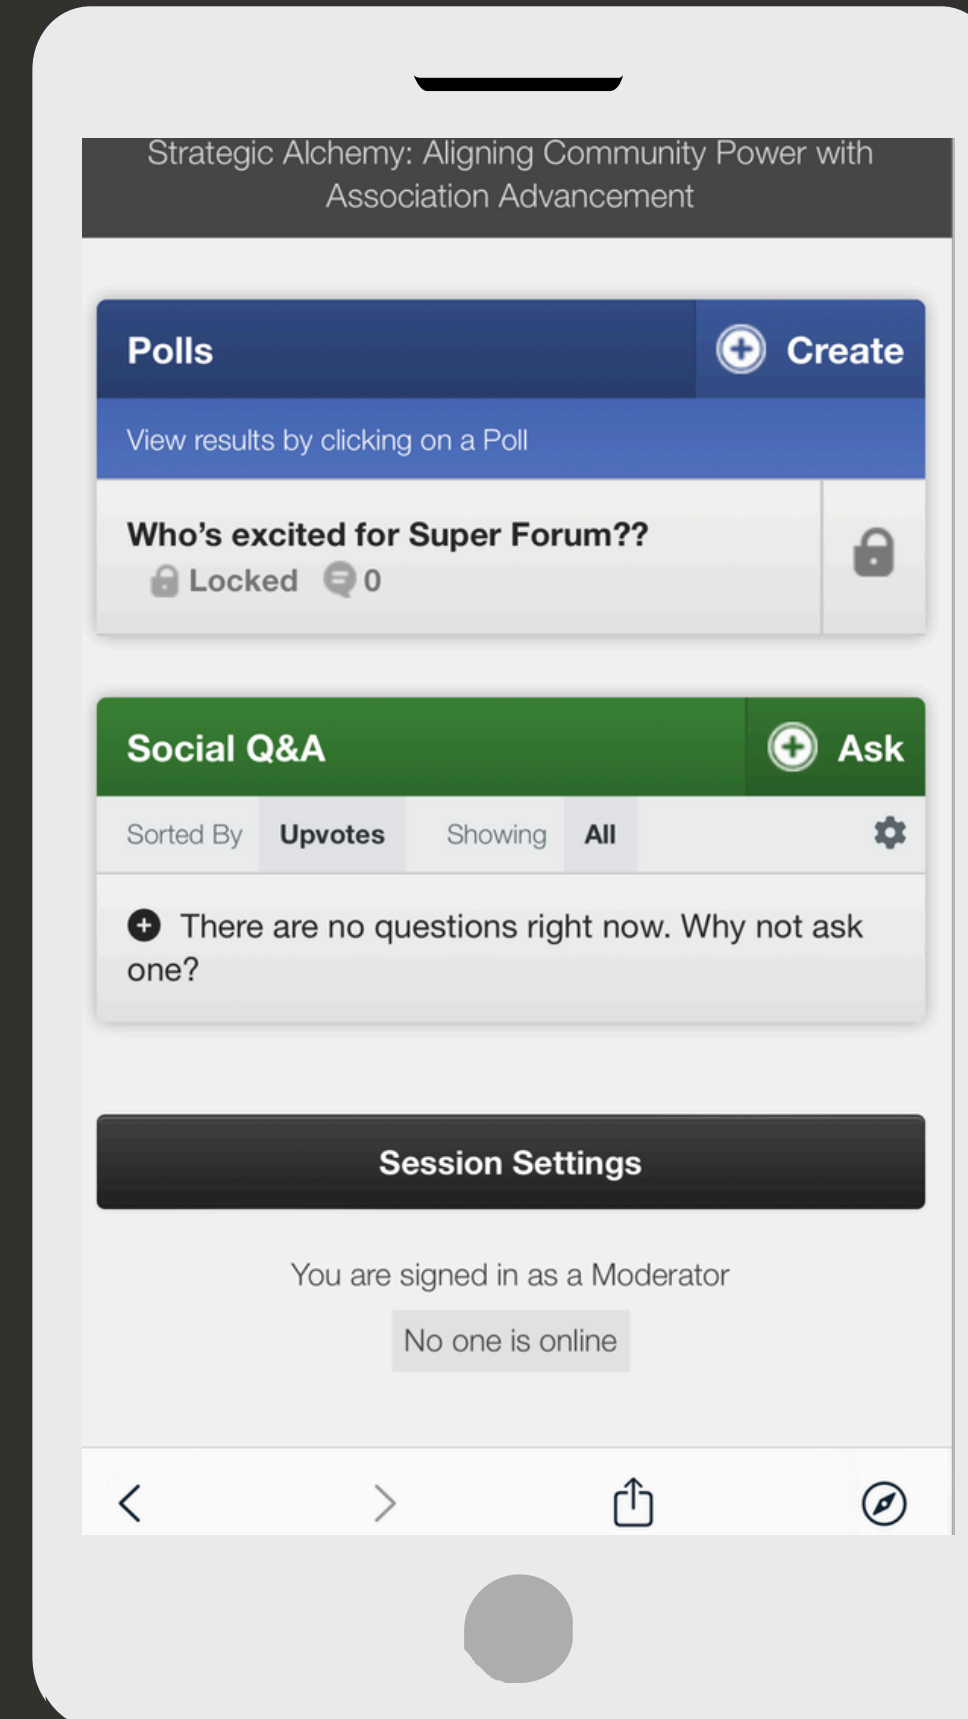 Strategic Alchemy: Aligning Community Power with
Association Advancement
Polls
Create
View results by clicking on a Poll
Who's excited for Super Forum??
Locked 0
Social Q&A
Ask
Sorted By Upvotes Showing All
There are no questions right now. Why not ask
one?
Session Settings
You are signed in as a Moderator
No one is online